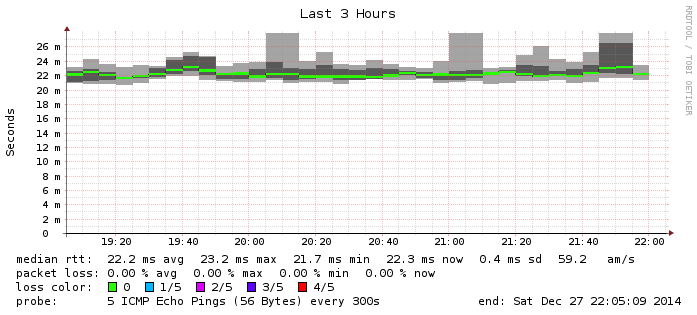 Last 3 Hours
RRDTOOL / TOBI OETIKER
Seconds
26 m
24 m
22 m
20 m
18 m
16 m
14 m
12 m
10 m
8 m
6 m
4 m
2 m
0
19:20 19:40 20:00 20:20 20:40 21:00 21:20 21:40 22:00
median rtt: 22.2 ms avg 23.2 ms max 21.7 ms min 22.3 ms now 0.4 ms sd 59.2 am/s
packet loss: 0.00 % avg 0.00 % max 0.00 % min 0.00 % now
loss color: 0 1/5 2/5 3/5 4/5
probe: 5 ICMP Echo Pings (56 Bytes) every 300s end: Sat Dec 27 22:05:09 2014